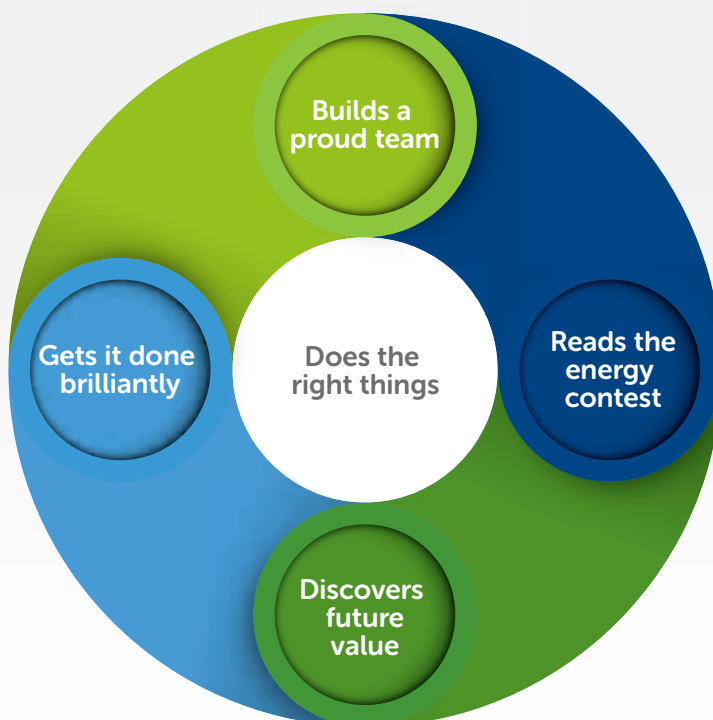 Builds a
proud team
Reads the
energy
contest
Does the
right things
Gets it done
brilliantly
Discovers
future
value